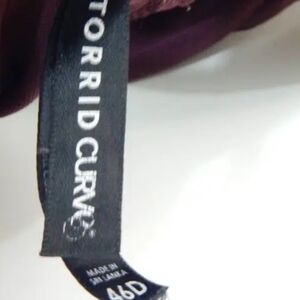 TORRID CURVE
MADE IN
SRI LANKA
46D